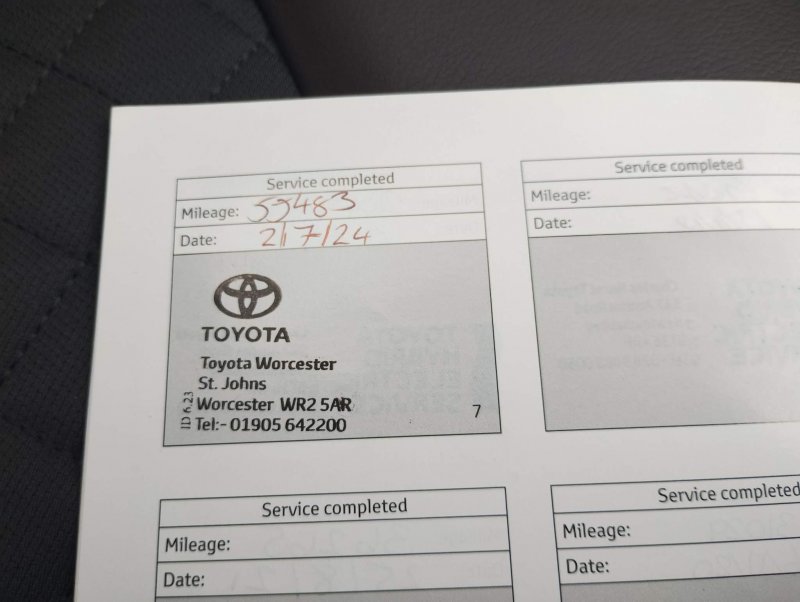 Service completed
Mileage: 55483
Date: 2/7/24
TOYOTA
Toyota Worcester
St. Johns
Worcester WR2 5AR
Tel:- 01905 642200
ID 6.23
7
Service completed
Mileage:
Date:
Service completed
Mileage:
Date:
Service completed
Mileage:
Date: